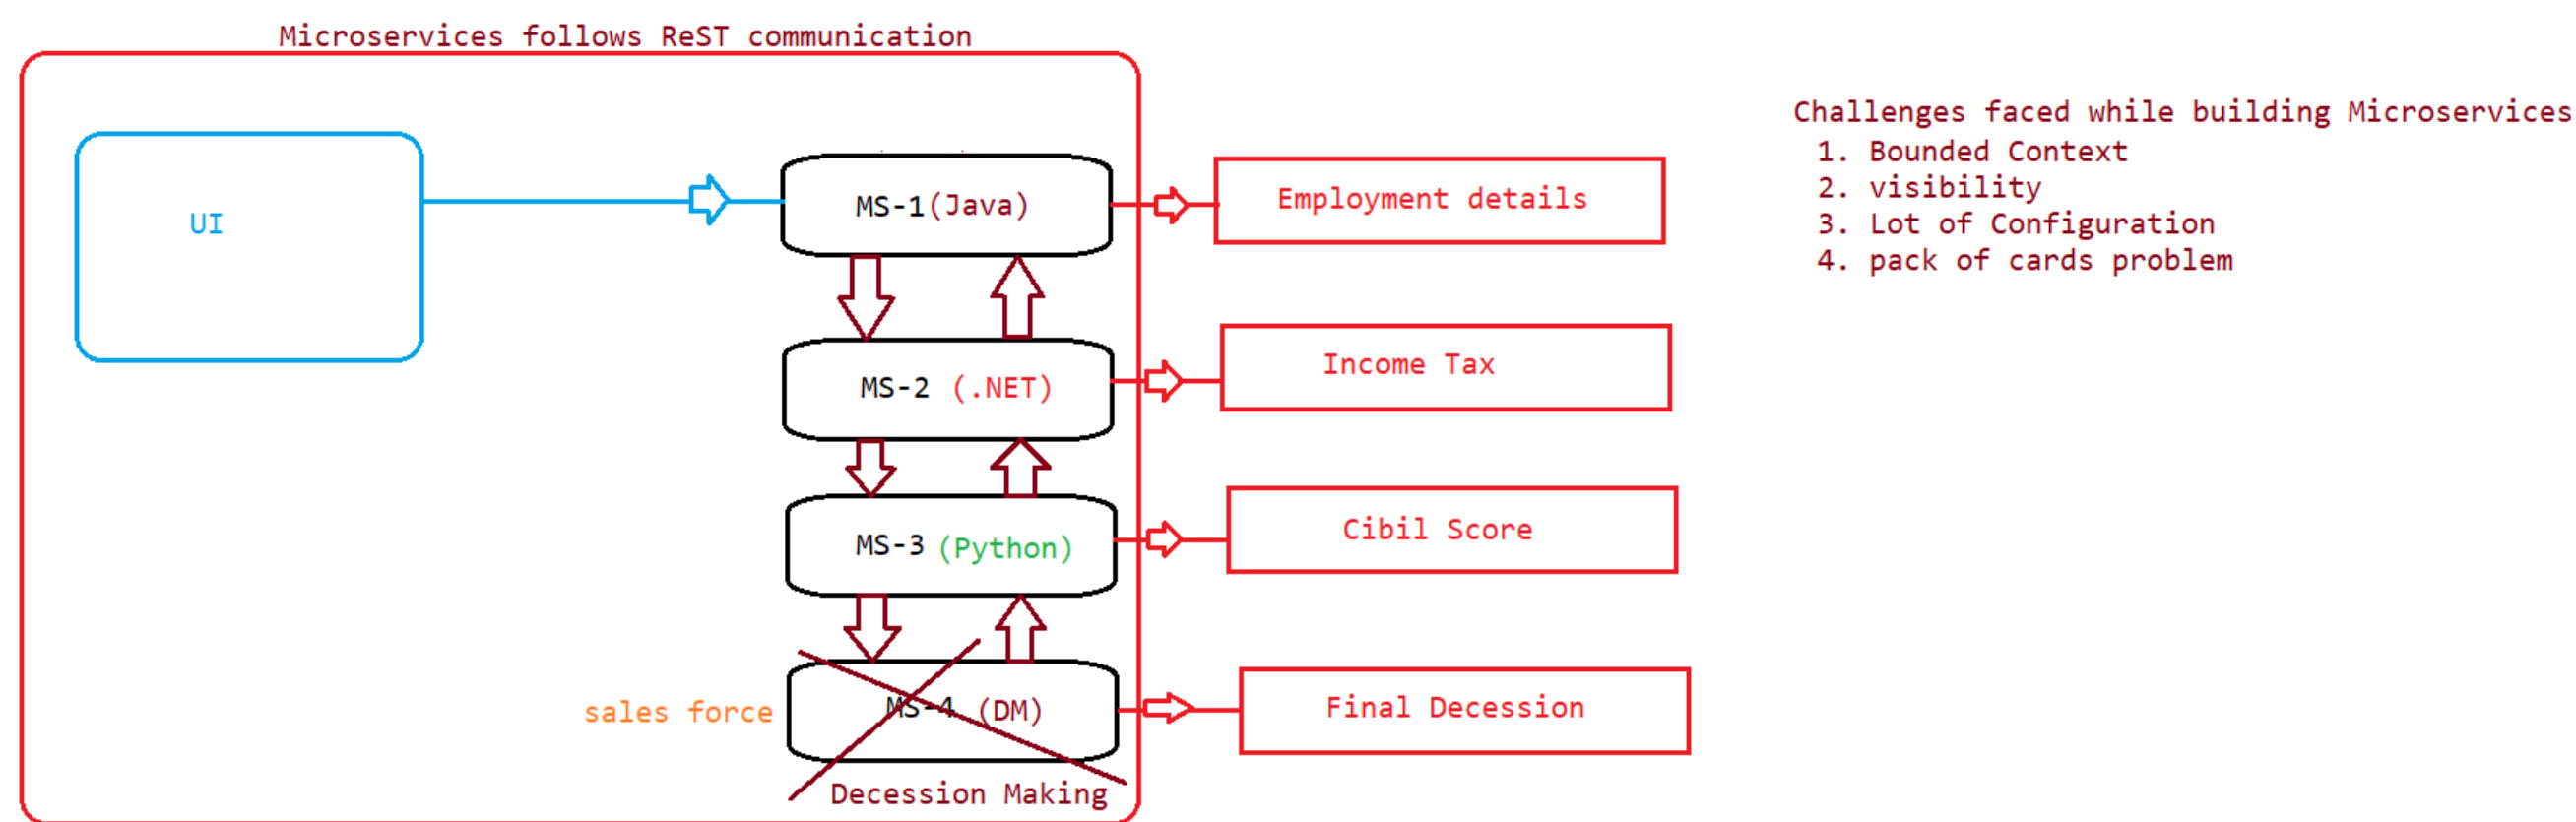 Microservices follows ReST communication
UI
MS-1(Java)
Employment details
MS-2 (.NET)
Income Tax
MS-3 (Python)
Cibil Score
sales force
MS-4 (DM)
Final Decession
Decession Making
Challenges faced while building Microservices
1. Bounded Context
2. visibility
3. Lot of Configuration
4. pack of cards problem